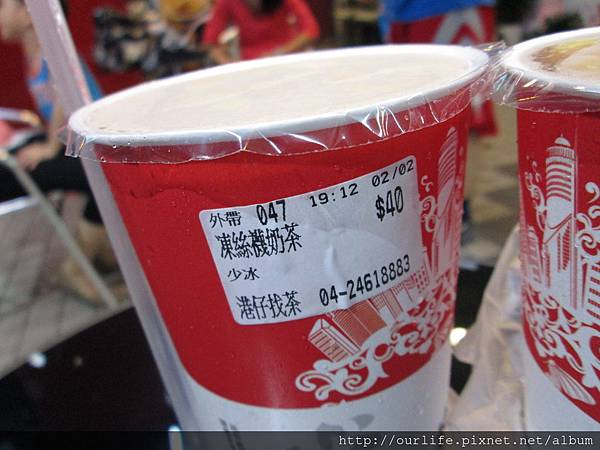 外帶 047 19:12 02/02
凍絲襪奶茶 $40
少冰
港仔找茶 04-24618883
http://ourlife.pixnet.net/album